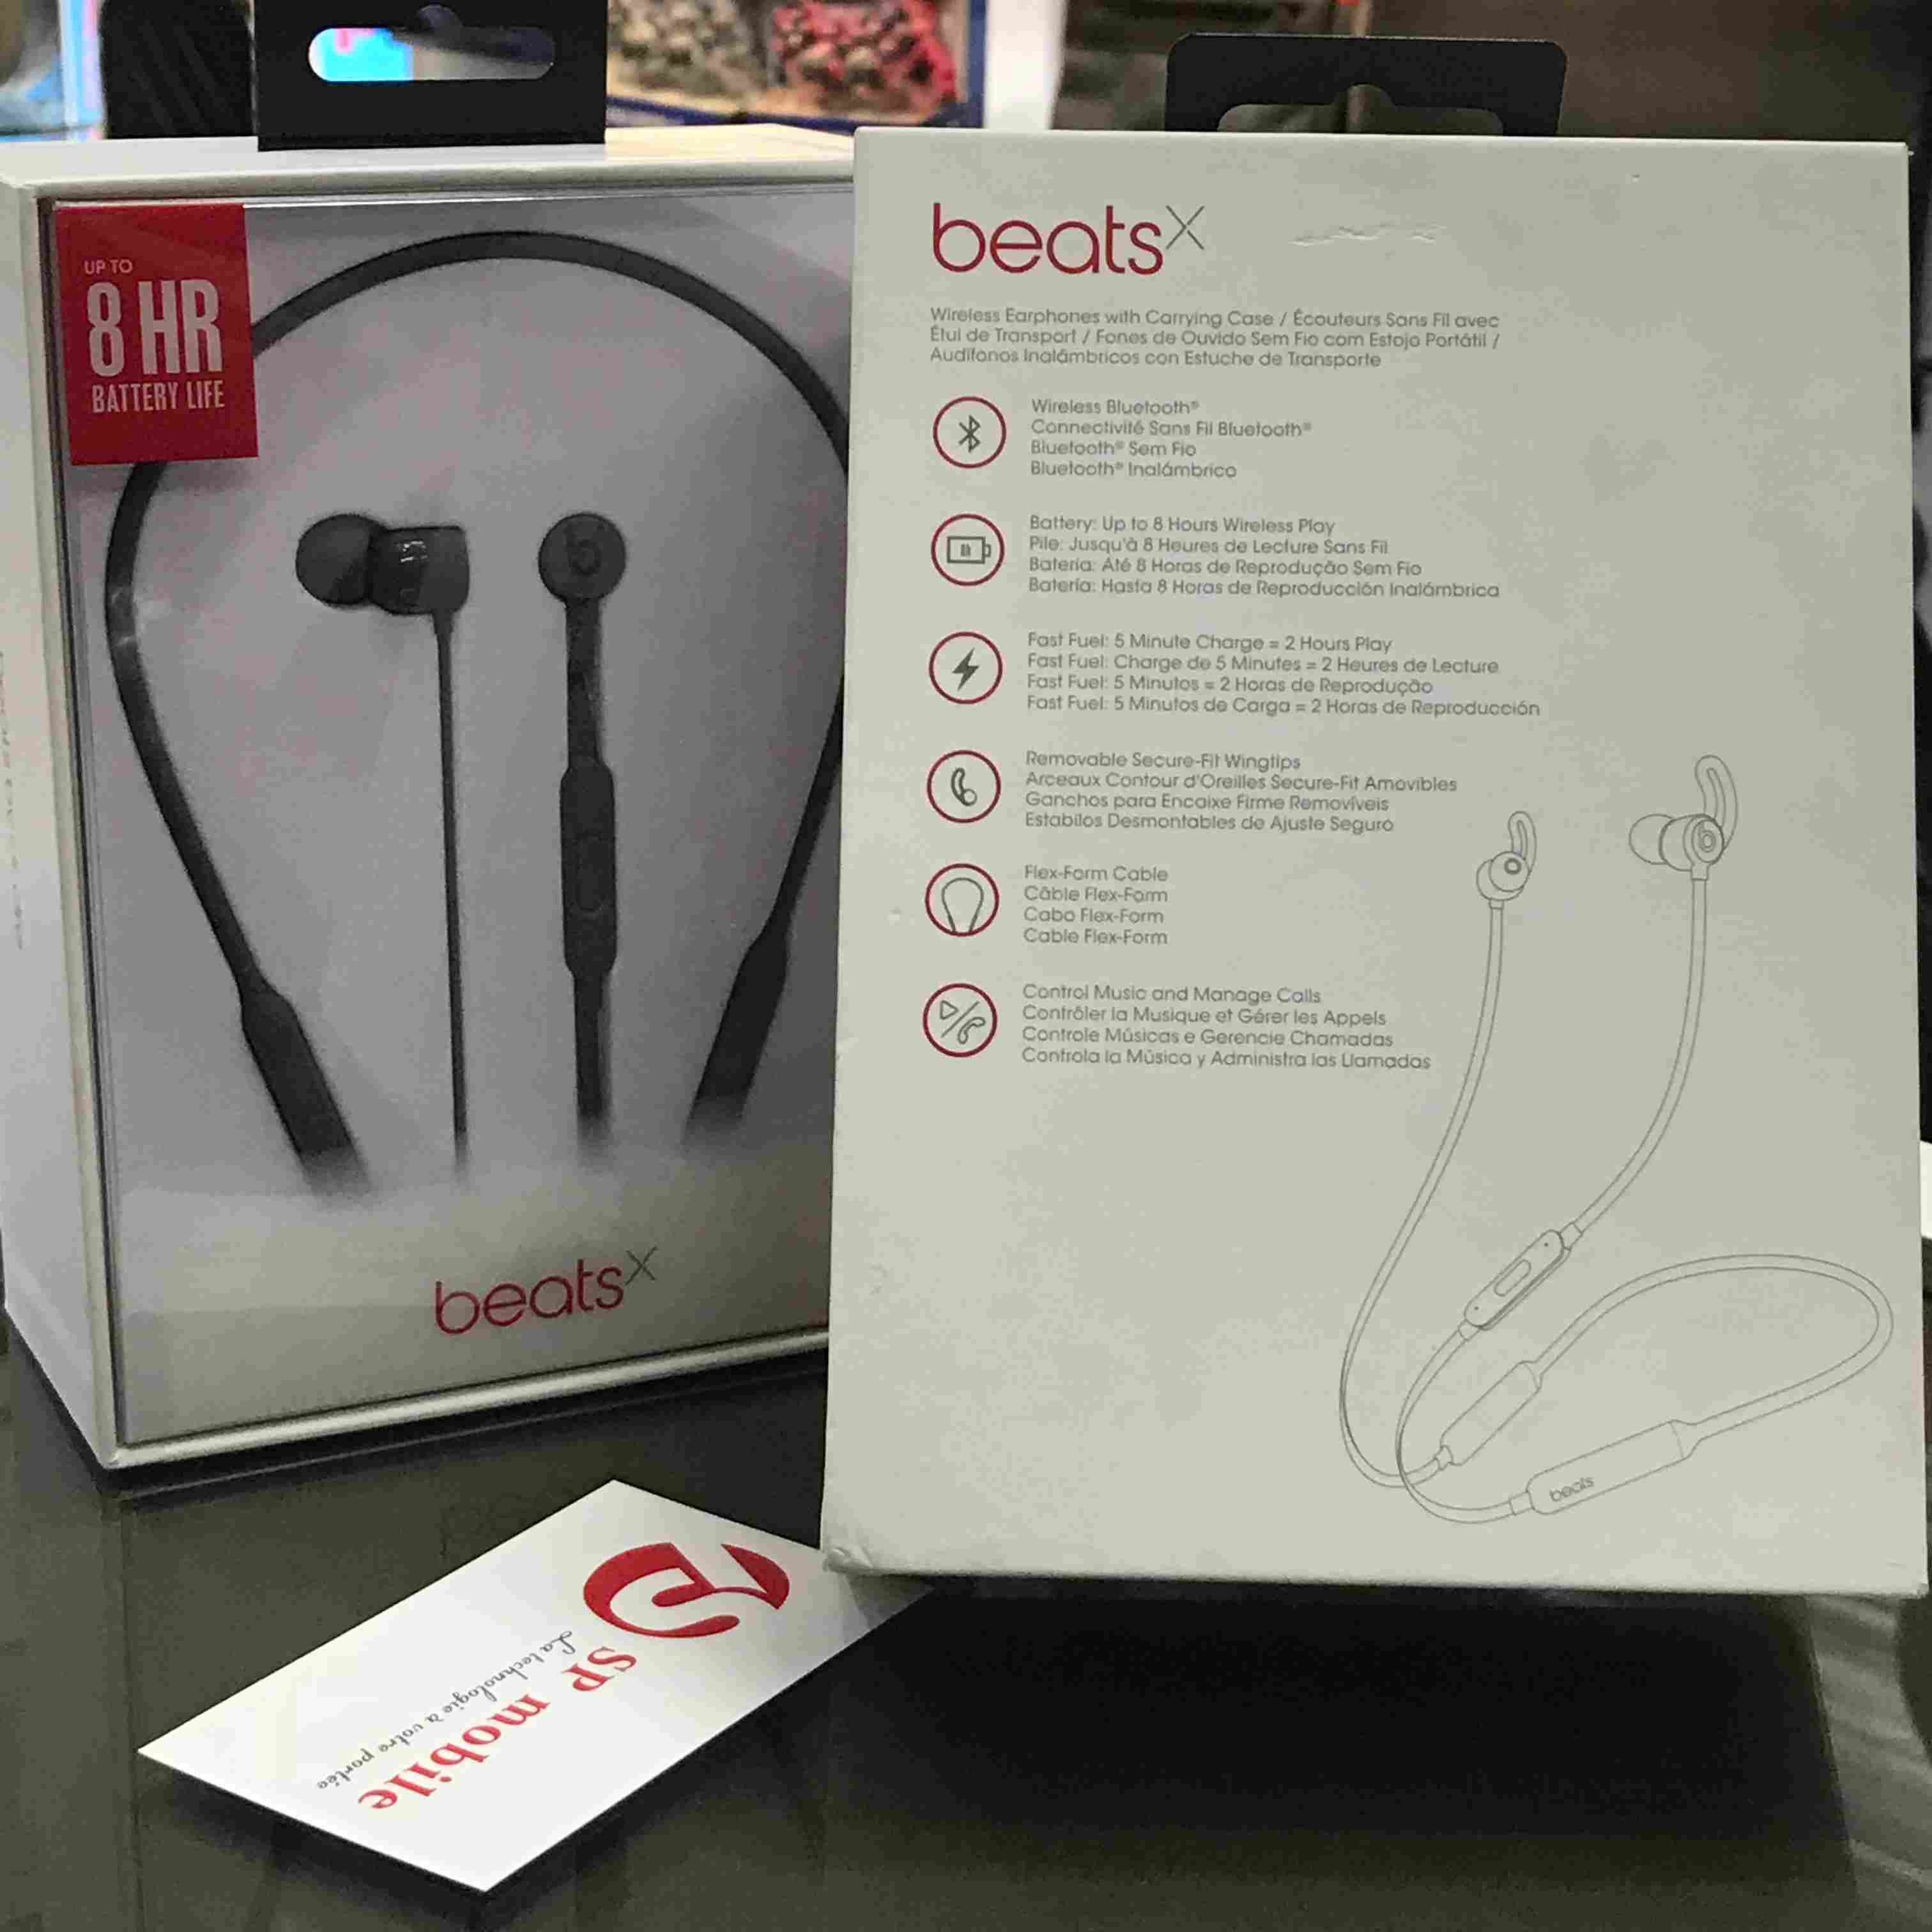 UP TO
8 HR
BATTERY LIFE
beatsX
beatsX
Wireless Earphones with Carrying Case / Écouteurs Sans Fil avec
Étui de Transport / Fones de Ouvido Sem Fio com Estojo Portátil /
Audífonos Inalámbricos con Estuche de Transporte
Wireless Bluetooth®
Connectivité Sans Fil Bluetooth®
Bluetooth® Sem Fio
Bluetooth® Inalámbrico
Battery: Up to 8 Hours Wireless Play
Pile: Jusqu'à 8 Heures de Lecture Sans Fil
Bateria: Até 8 Horas de Reprodução Sem Fio
Batería: Hasta 8 Horas de Reproducción Inalámbrica
Fast Fuel: 5 Minute Charge = 2 Hours Play
Fast Fuel: Charge de 5 Minutes = 2 Heures de Lecture
Fast Fuel: 5 Minutos = 2 Horas de Reprodução
Fast Fuel: 5 Minutos de Carga = 2 Horas de Reproducción
Removable Secure-Fit Wingtips
Arceaux Contour d'Oreilles Secure-Fit Amovibles
Ganchos para Encaixe Firme Removíveis
Estabilos Desmontables de Ajuste Seguro
Flex-Form Cable
Câble Flex-Form
Cabo Flex-Form
Cable Flex-Form
Control Music and Manage Calls
Contrôler la Musique et Gérer les Appels
Controle Músicas e Gerencie Chamadas
Controla la Música y Administra las Llamadas
beats
SP mobile
La technologie à votre portée